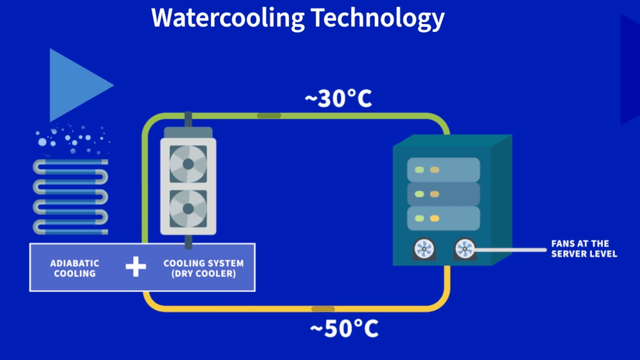 Watercooling Technology
~30°C
FANS AT THE
SERVER LEVEL
ADIABATIC
COOLING
+
COOLING SYSTEM
(DRY COOLER)
~50°C